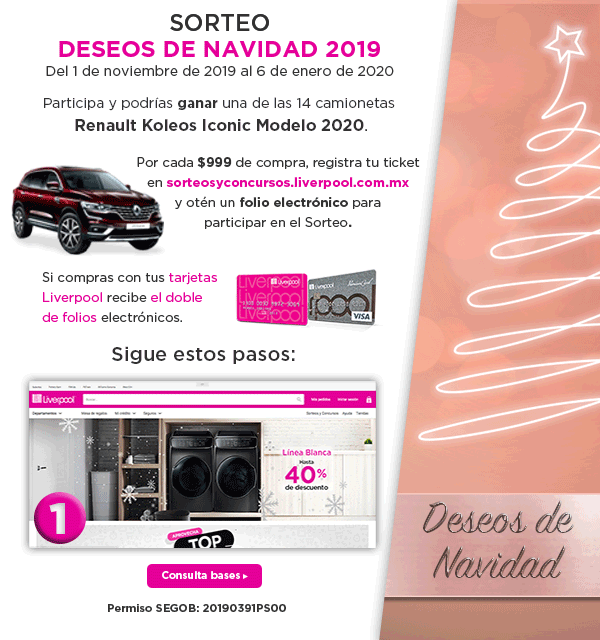 SORTEO
DESEOS DE NAVIDAD 2019
Del 1 de noviembre de 2019 al 6 de enero de 2020
Participa y podrías ganar una de las 14 camionetas
Renault Koleos Iconic Modelo 2020.
Por cada $999 de compra, registra tu ticket
en sorteosyconcursos.liverpool.com.mx
y otén un folio electrónico para
participar en el Sorteo.
Si compras con tus tarjetas
Liverpool recibe el doble
de folios electrónicos.
Liverpool
Liverpool
VISA
Sigue estos pasos:
Liverpool
Buscar...
Mis pedidos
Iniciar sesión
Departamentos
Mesa de regalos
Mi crédito
Seguros
Sorteos y Concursos
Ayuda
Tiendas
Línea Blanca
Hasta
40%
de descuento
1
APROVECHA
TOP
Consulta bases
Permiso SEGOB: 20190391PS00
Deseos de
Navidad